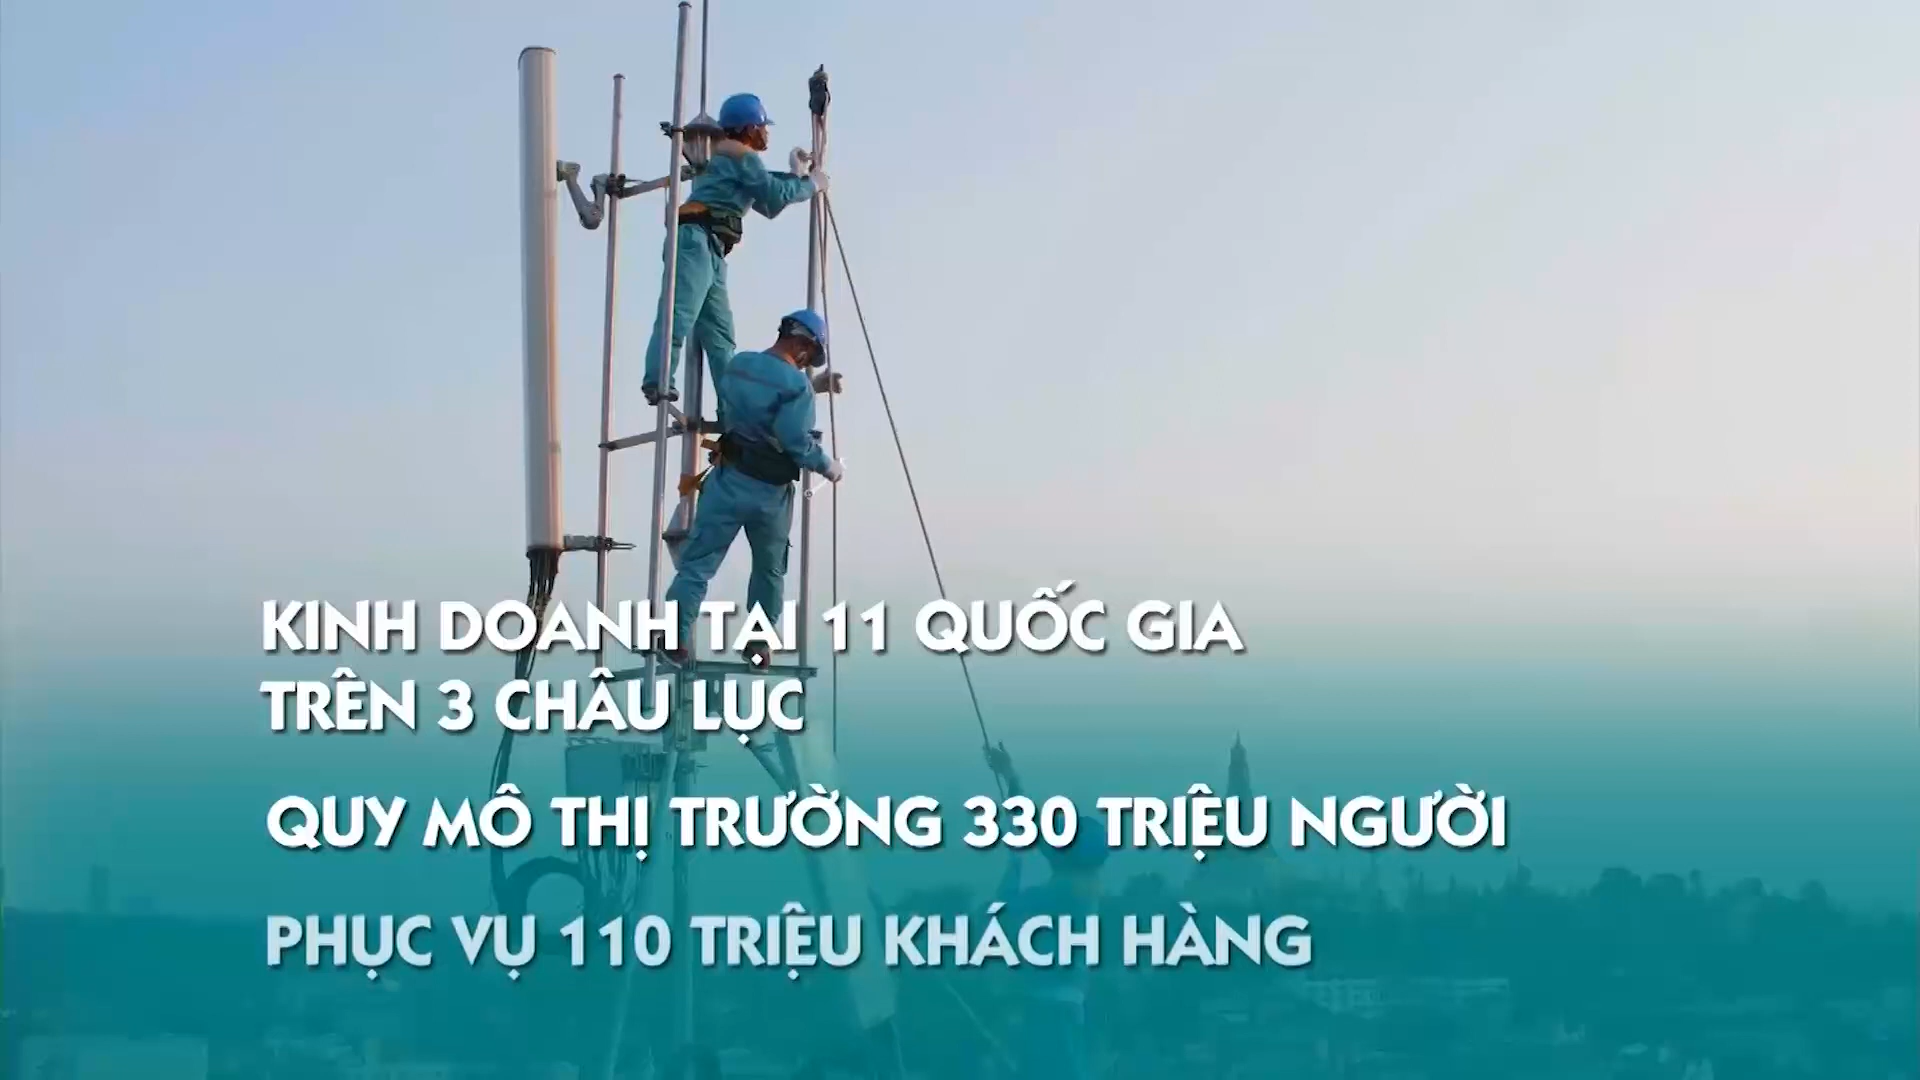 KINH DOANH TẠI 11 QUỐC GIA
TRÊN 3 CHÂU LỤC
QUY MÔ THỊ TRƯỜNG 330 TRIỆU NGƯỜI
PHỤC VỤ 110 TRIỆU KHÁCH HÀNG